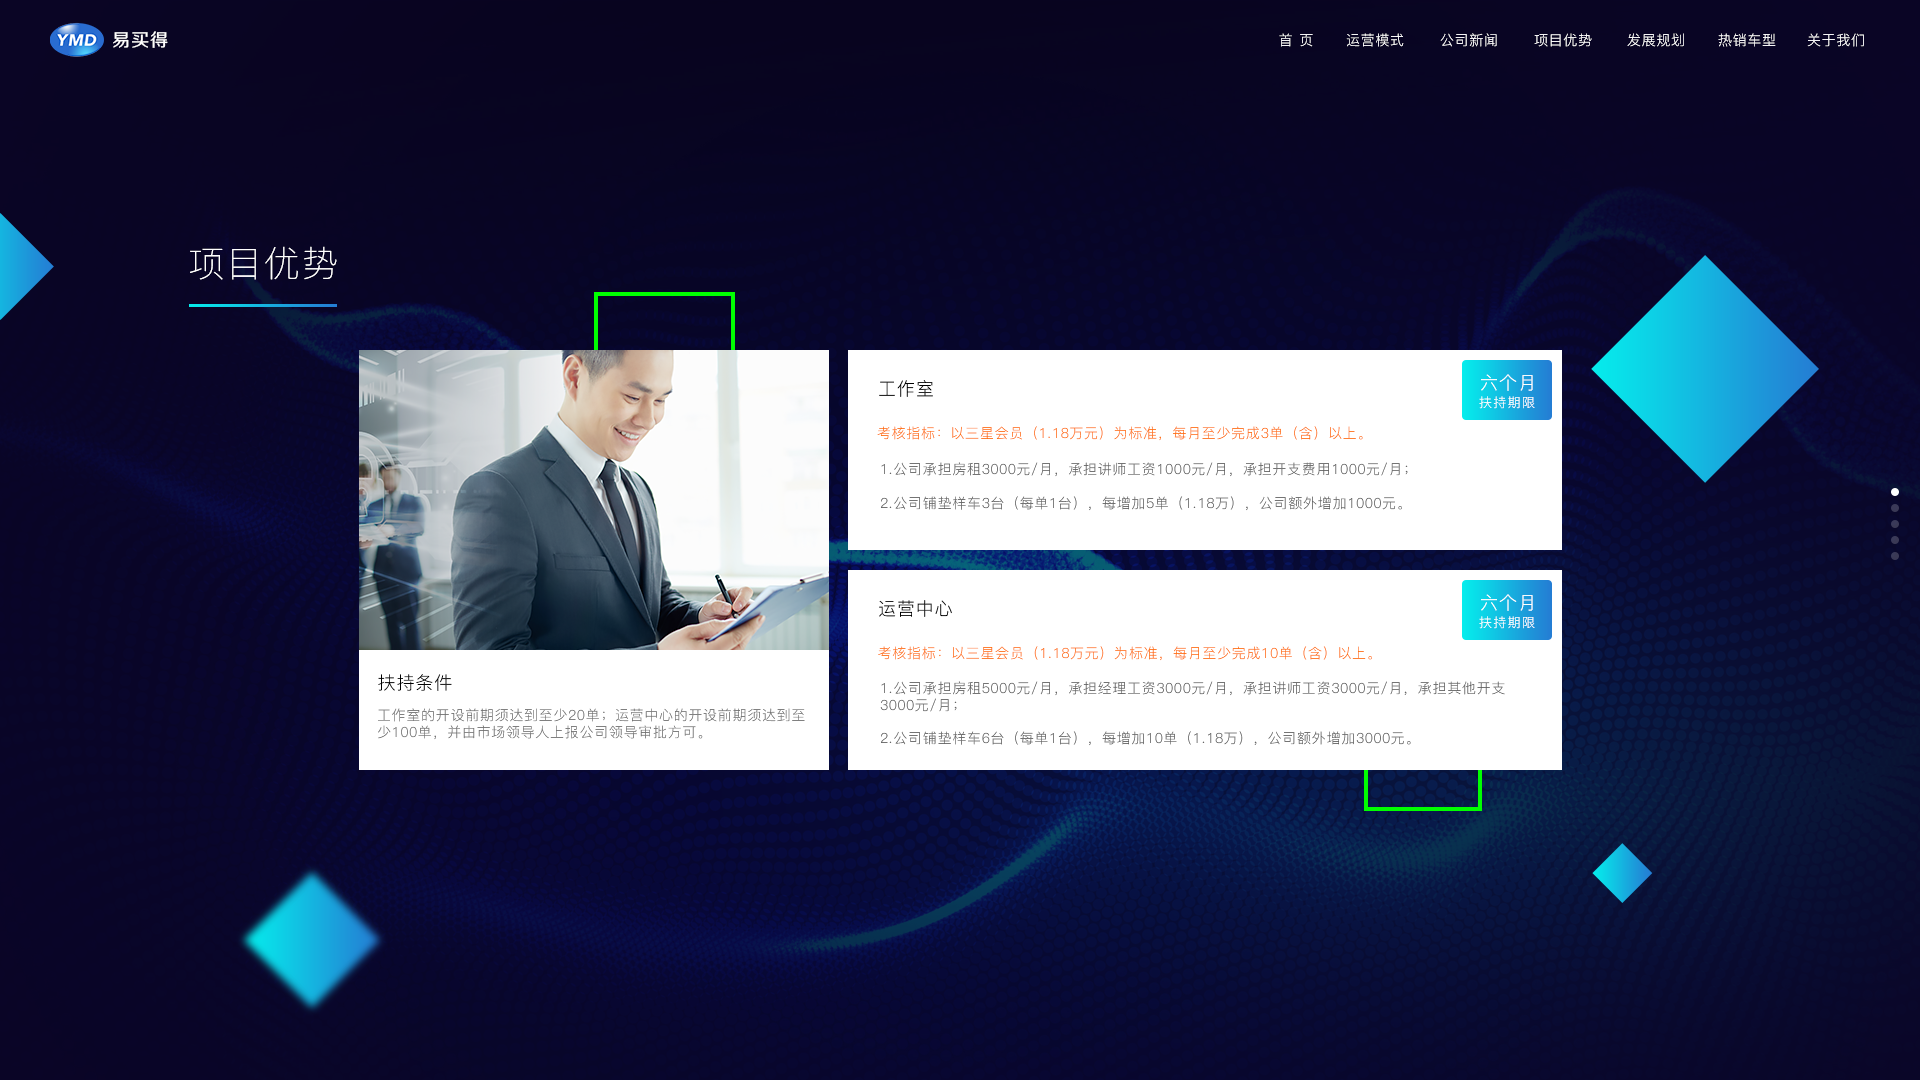 YMD 易买得
首 页 运营模式 公司新闻 项目优势 发展规划 热销车型 关于我们
项目优势
扶持条件
工作室的开设前期须达到至少20单；运营中心的开设前期须达到至
少100单，并由市场领导人上报公司领导审批方可。
工作室
六个月
扶持期限
考核指标：以三星会员（1.18万元）为标准，每月至少完成3单（含）以上。
1.公司承担房租3000元/月，承担讲师工资1000元/月，承担开支费用1000元/月；
2.公司铺垫样车3台（每单1台），每增加5单（1.18万），公司额外增加1000元。
运营中心
六个月
扶持期限
考核指标：以三星会员（1.18万元）为标准，每月至少完成10单（含）以上。
1.公司承担房租5000元/月，承担经理工资3000元/月，承担讲师工资3000元/月，承担其他开支
3000元/月；
2.公司铺垫样车6台（每单1台），每增加10单（1.18万），公司额外增加3000元。